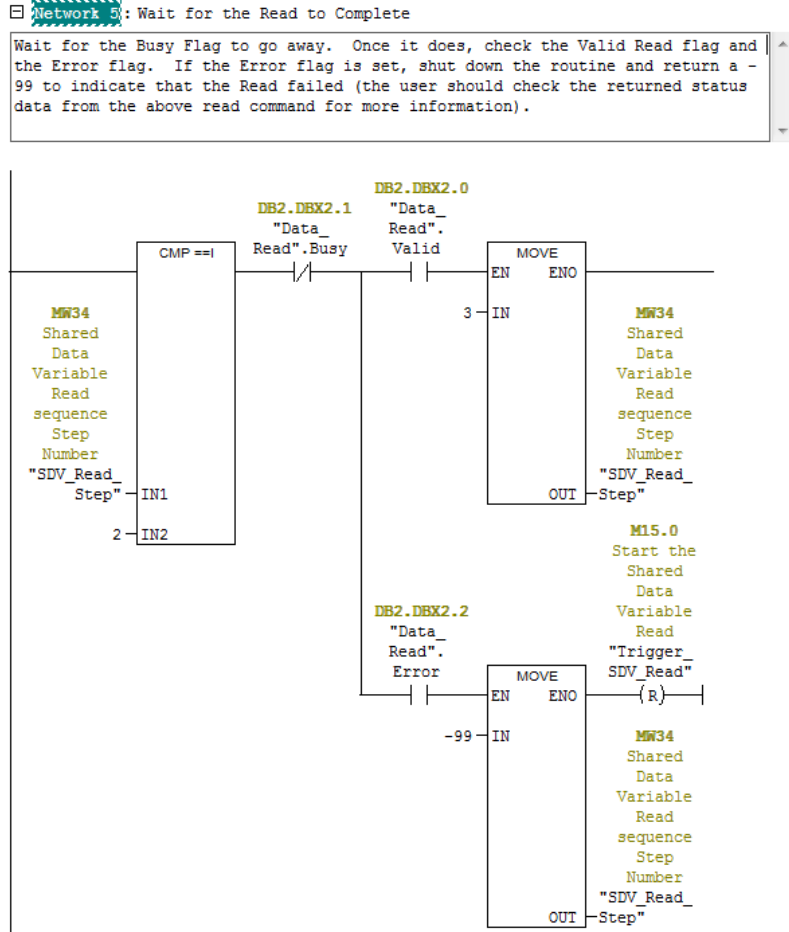 Network 5: Wait for the Read to Complete
Wait for the Busy Flag to go away. Once it does, check the Valid Read flag and
the Error flag. If the Error flag is set, shut down the routine and return a -
99 to indicate that the Read failed (the user should check the returned status
data from the above read command for more information).
DB2.DBX2.1
"Data_
Read".Busy
DB2.DBX2.0
"Data_
Read".
Valid
CMP ==I
MW34
Shared
Data
Variable
Read
sequence
Step
Number
"SDV_Read_
Step"
IN1
2
IN2
MOVE
EN ENO
3
IN
OUT
MW34
Shared
Data
Variable
Read
sequence
Step
Number
"SDV_Read_
Step"
DB2.DBX2.2
"Data_
Read".
Error
MOVE
EN ENO
-99
IN
OUT
M15.0
Start the
Shared
Data
Variable
Read
"Trigger_
SDV_Read"
R
MW34
Shared
Data
Variable
Read
sequence
Step
Number
"SDV_Read_
Step"